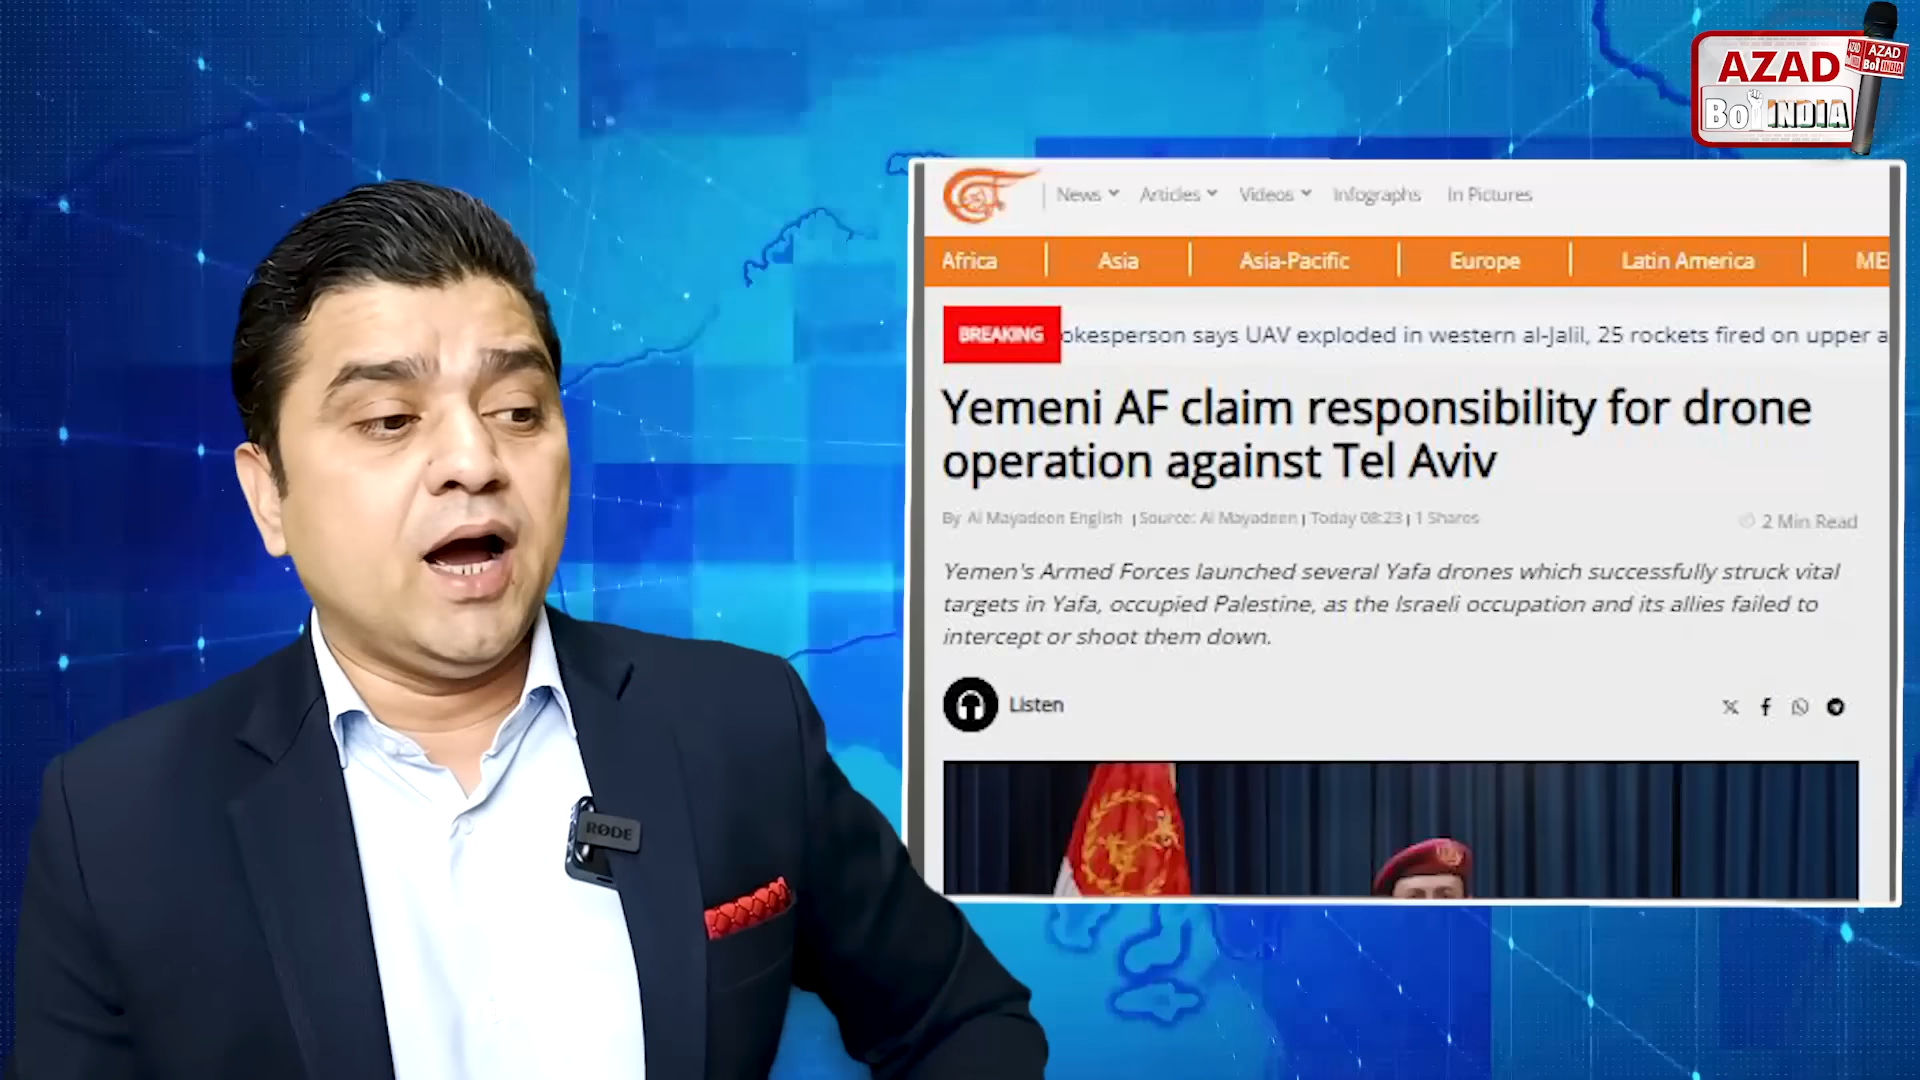 AZAD
Bol INDIA
AZAD
Bol INDIA
News Articles Videos Infographs In Pictures
Africa Asia Asia-Pacific Europe Latin America ME
BREAKING okesperson says UAV exploded in western al-Jalil, 25 rockets fired on upper a
Yemeni AF claim responsibility for drone
operation against Tel Aviv
By Al Mayadeen English | Source: Al Mayadeen | Today 08:23 | 1 Shares
2 Min Read
Yemen's Armed Forces launched several Yafa drones which successfully struck vital
targets in Yafa, occupied Palestine, as the Israeli occupation and its allies failed to
intercept or shoot them down.
Listen
RØDE